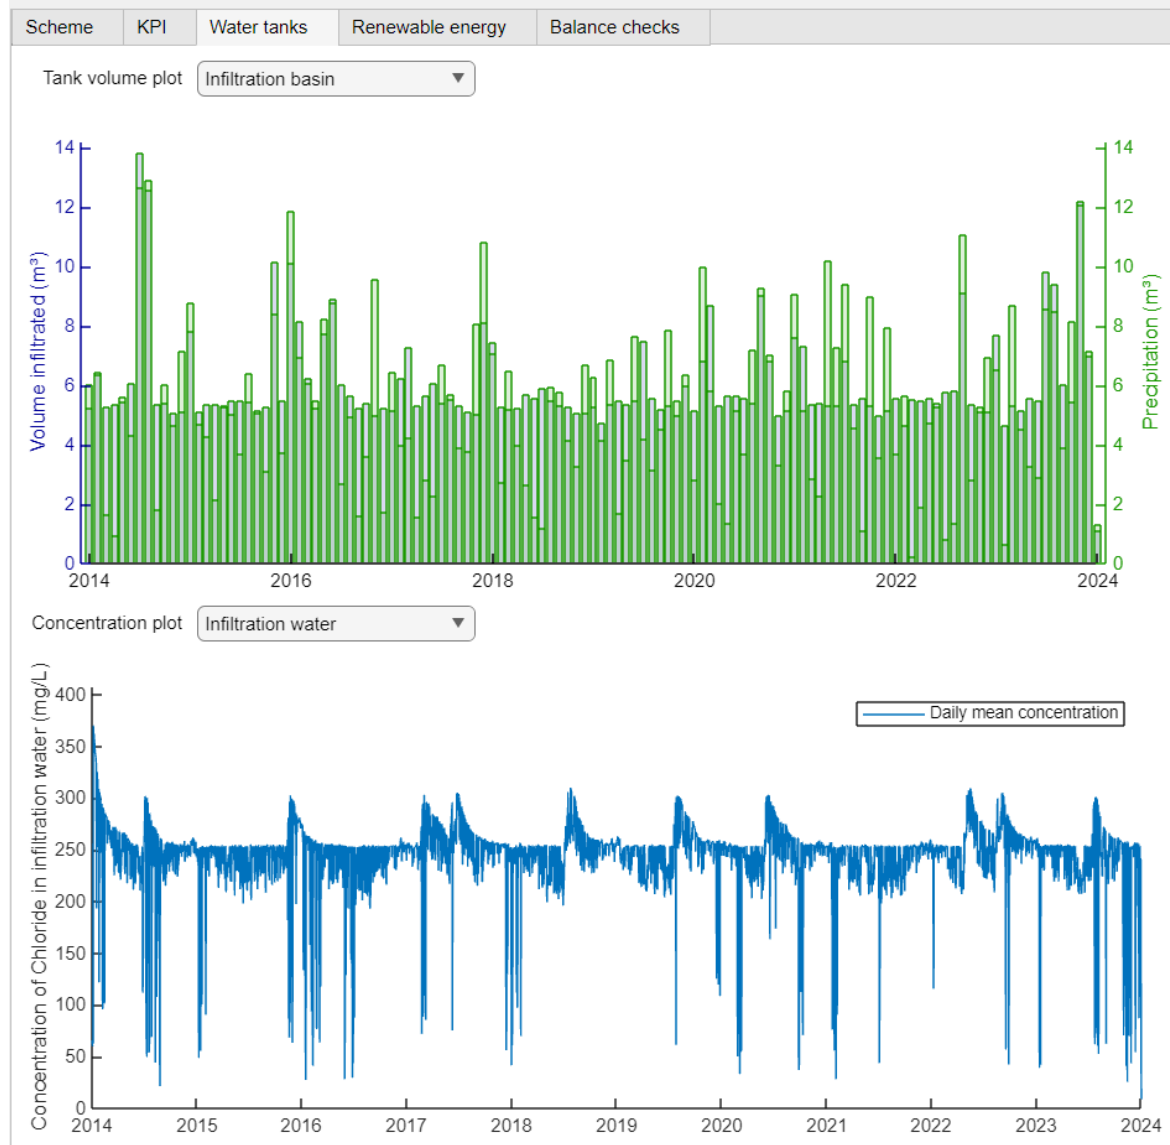 Scheme KPI Water tanks Renewable energy Balance checks
Tank volume plot Infiltration basin
Volume infiltrated (m³)
14
12
10
8
6
4
2
0
Precipitation (m³)
14
12
10
8
6
4
2
0
2014 2016 2018 2020 2022 2024
Concentration plot Infiltration water
Concentration of Chloride in infiltration water (mg/L)
400
350
300
250
200
150
100
50
0
Daily mean concentration
2014 2015 2016 2017 2018 2019 2020 2021 2022 2023 2024